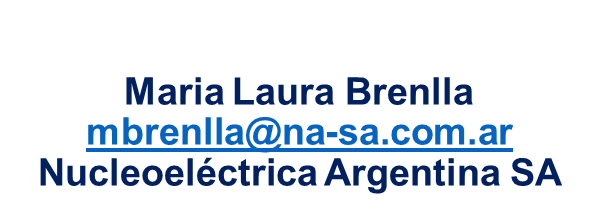 Maria Laura Brenlla
mbrenlla@na-sa.com.ar
Nucleoeléctrica Argentina SA